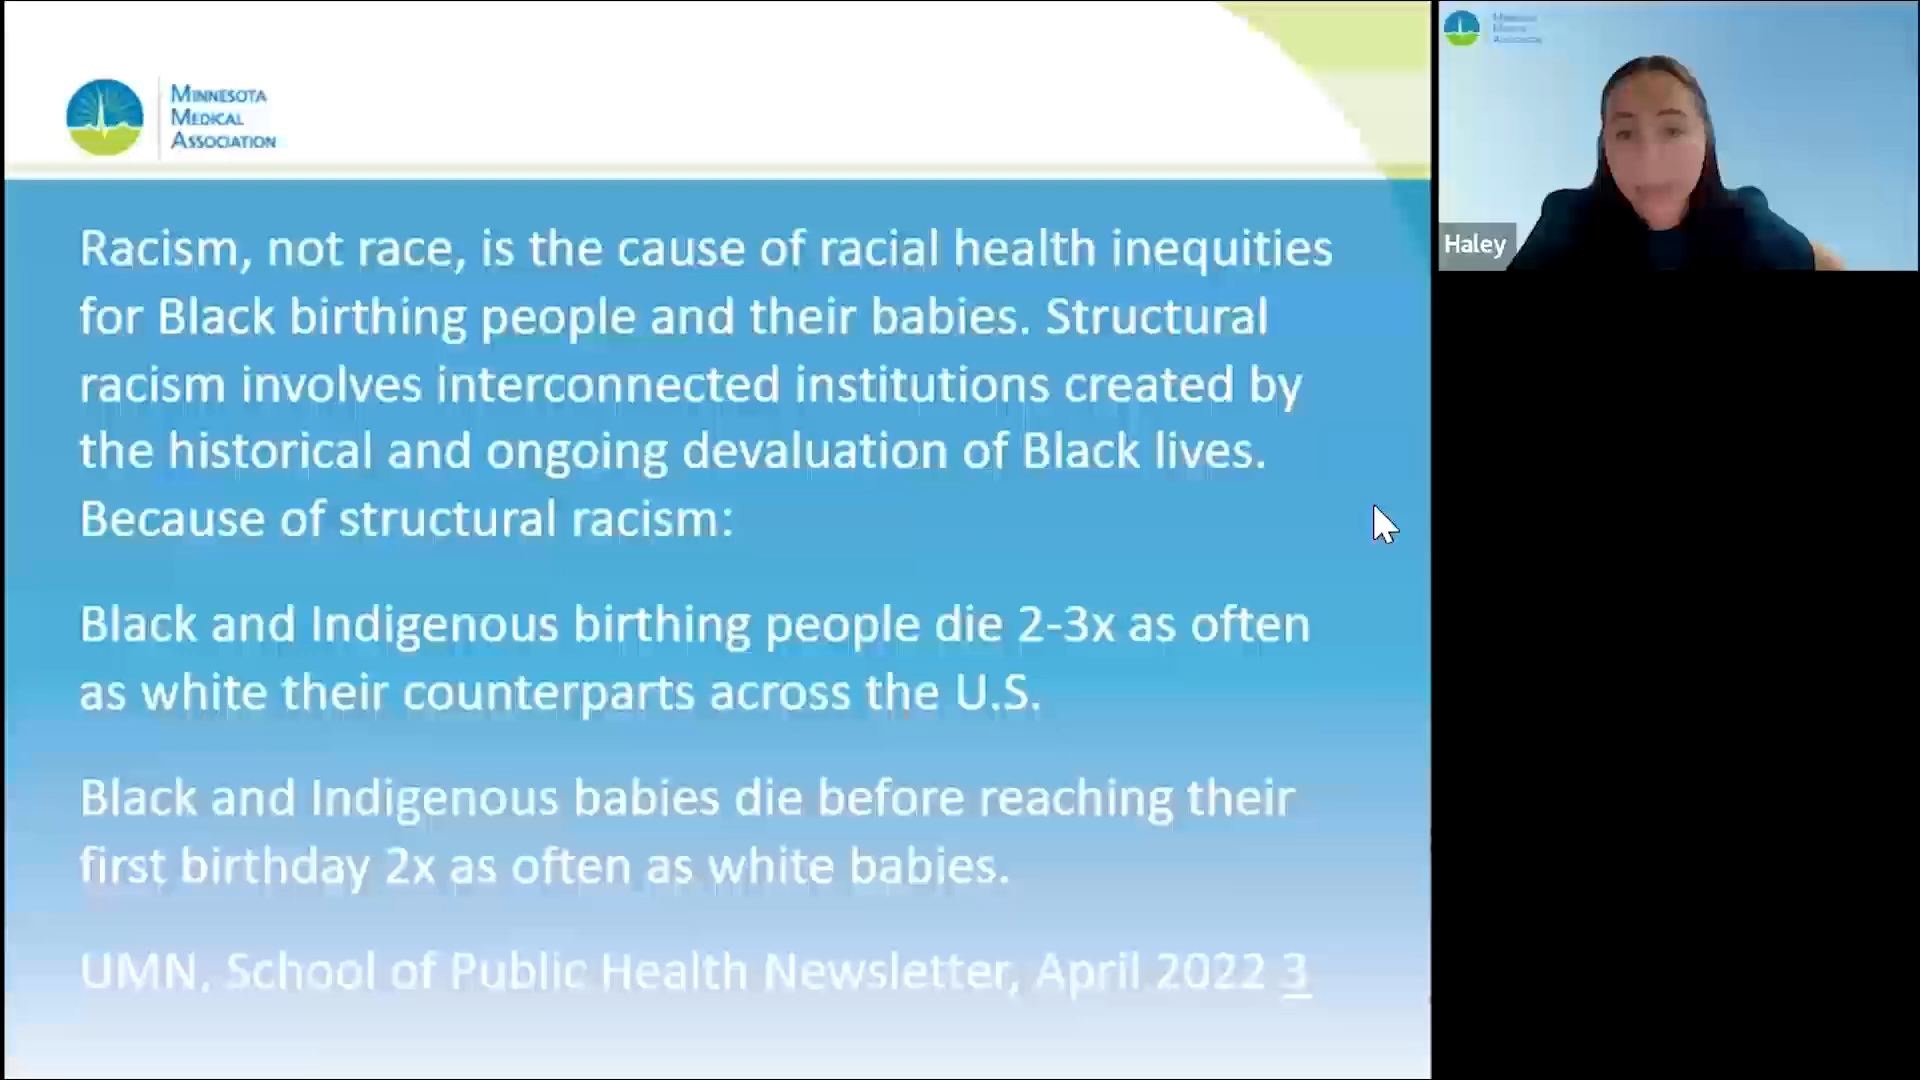 MINNESOTA
MEDICAL
ASSOCIATION
Racism, not race, is the cause of racial health inequities
for Black birthing people and their babies. Structural
racism involves interconnected institutions created by
the historical and ongoing devaluation of Black lives.
Because of structural racism:
Black and Indigenous birthing people die 2-3x as often
as white their counterparts across the U.S.
Black and Indigenous babies die before reaching their
first birthday 2x as often as white babies.
UMN, School of Public Health Newsletter, April 2022 3
Minnesota
Medical
Association
Haley